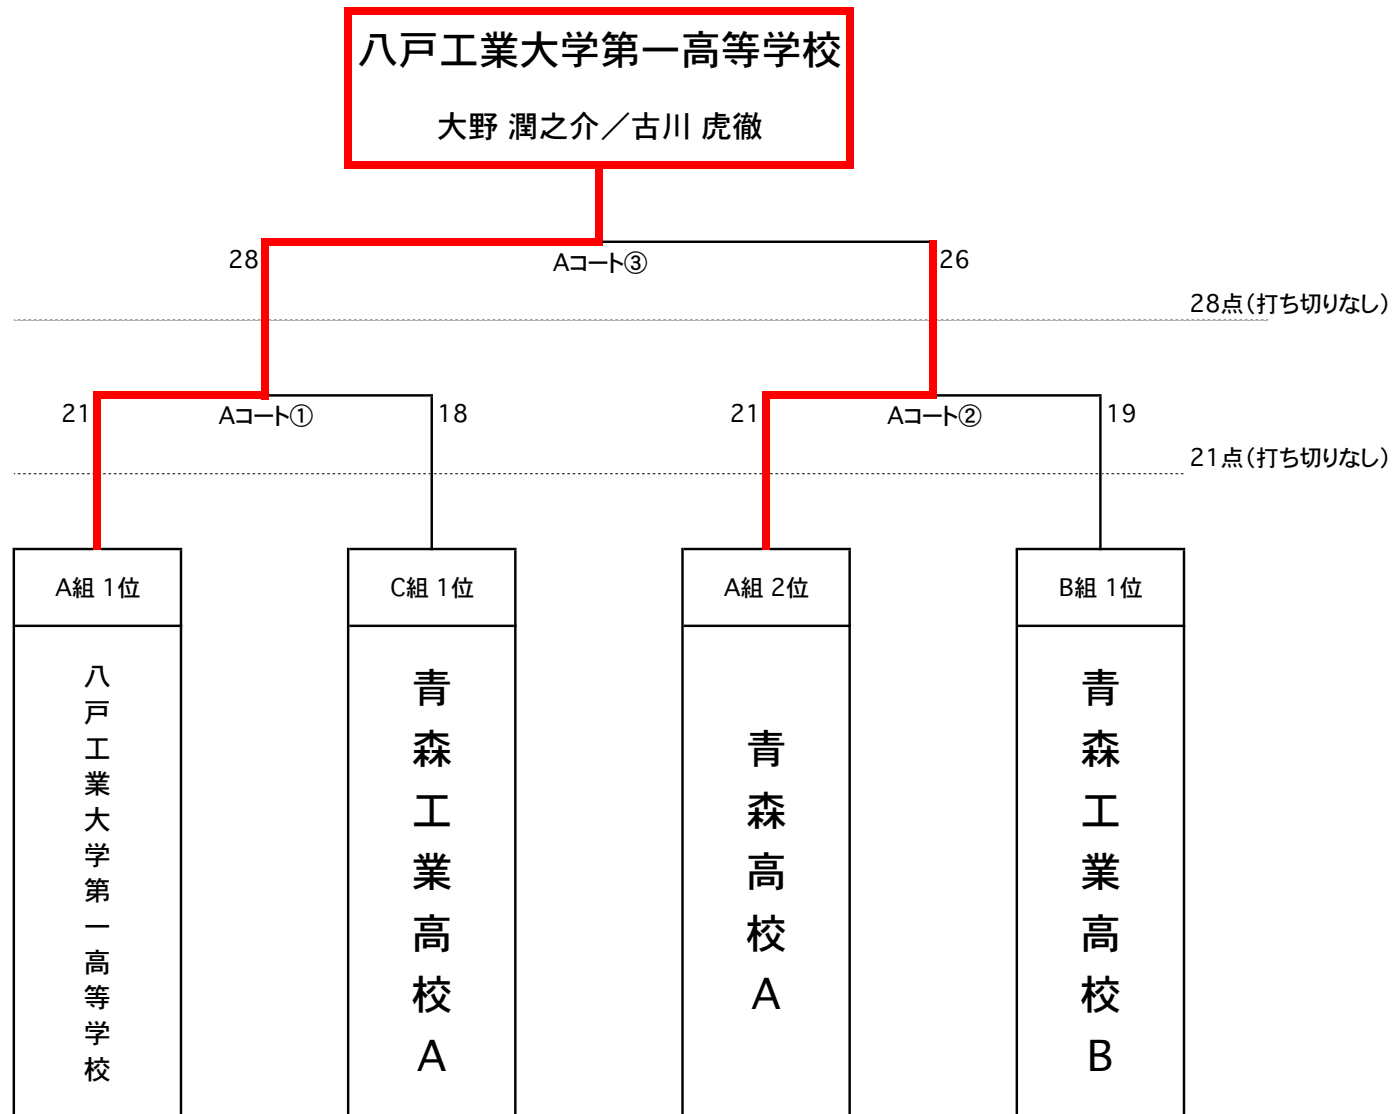 八戸工業大学第一高等学校
大野 潤之介／古川 虎徹
28
Aコート③
26
28点（打ち切りなし）
21
Aコート①
18
21
Aコート②
19
21点（打ち切りなし）
A組 1位
C組 1位
A組 2位
B組 1位
八戸工業大学第一高等学校
青森工業高校A
青森高校A
青森工業高校B